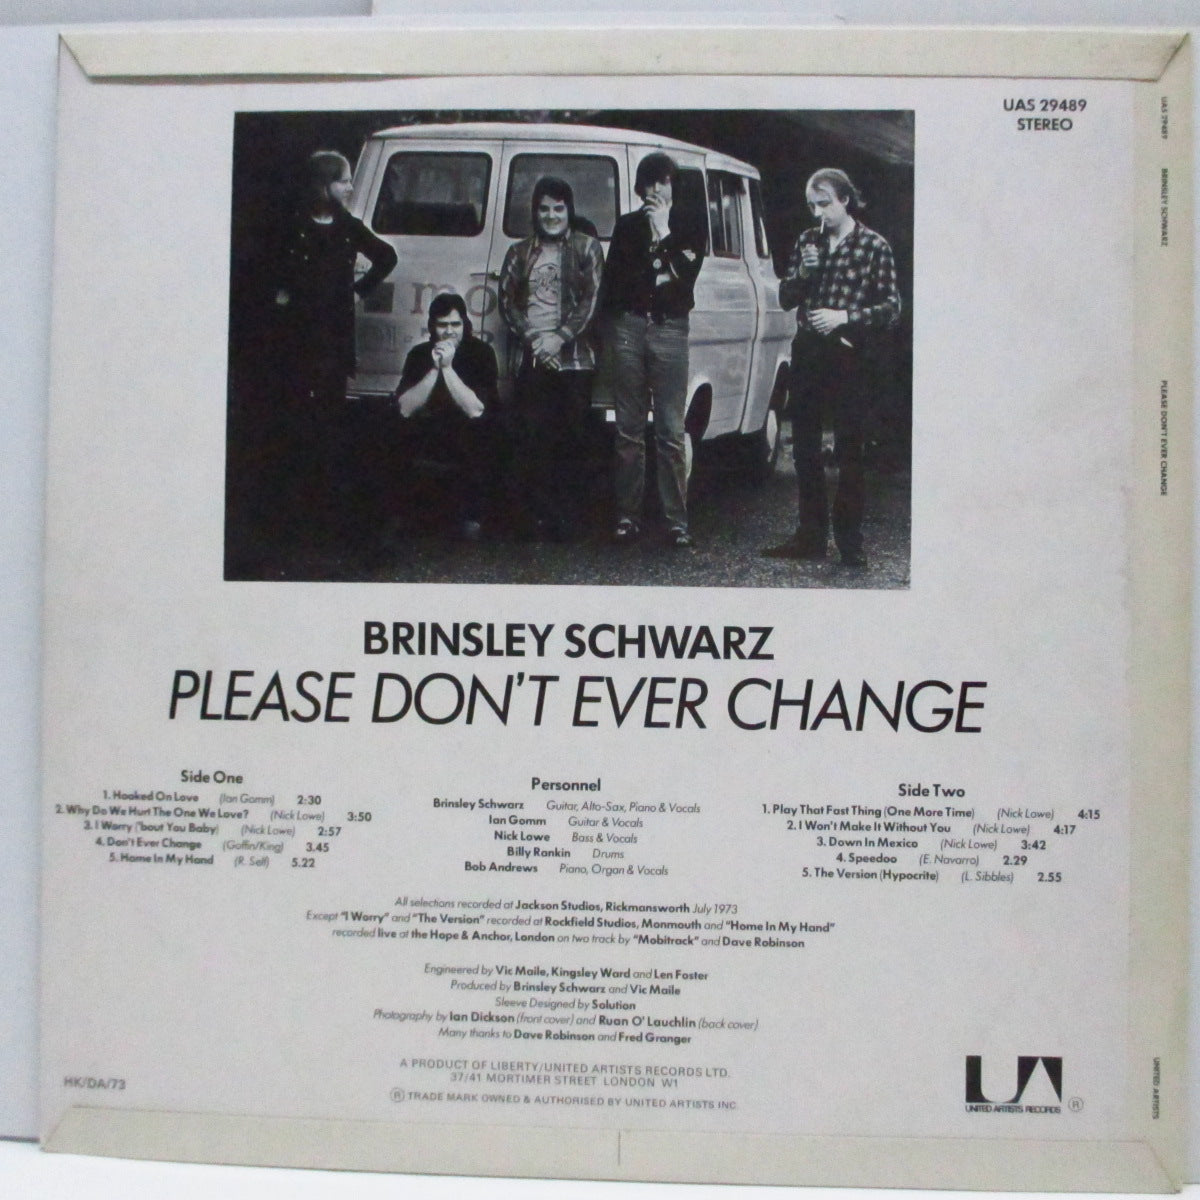 UAS 29489
STEREO
mo
BRINSLEY SCHWARZ
PLEASE DON'T EVER CHANGE
Side One
1. Hooked On Love (Ian Gomm) 2:30
2. Why Do We Hurt The One We Love? (Nick Lowe) 3:50
3. I Worry ('bout You Baby) (Nick Lowe) 2:57
4. Don't Ever Change (Goffin/King) 3.45
5. Home In My Hand (R. Self) 5.22
Personnel
Brinsley Schwarz Guitar, Alto-Sax, Piano & Vocals
Ian Gomm Guitar & Vocals
Nick Lowe Bass & Vocals
Billy Rankin Drums
Bob Andrews Piano, Organ & Vocals
Side Two
1. Play That Fast Thing (One More Time) (Nick Lowe) 4:15
2. I Won't Make It Without You (Nick Lowe) 4:17
3. Down In Mexico (Nick Lowe) 3:42
4. Speedoo (E. Navarro) 2.29
5. The Version (Hypocrite) (L. Sibbles) 2.55
All selections recorded at Jackson Studios, Rickmansworth July 1973
Except "I Worry" and "The Version" recorded at Rockfield Studios, Monmouth and "Home In My Hand"
recorded live at the Hope & Anchor, London on two track by "Mobitrack" and Dave Robinson
Engineered by Vic Maile, Kingsley Ward and Len Foster
Produced by Brinsley Schwarz and Vic Maile
Sleeve Designed by Solution
Photography by Ian Dickson (front cover) and Ruan O'Lauchlin (back cover)
Many thanks to Dave Robinson and Fred Granger
A PRODUCT OF LIBERTY/UNITED ARTISTS RECORDS LTD.
37/41 MORTIMER STREET LONDON W1
® TRADE MARK OWNED & AUTHORISED BY UNITED ARTISTS INC
HK/DA/73
UA
UNITED ARTISTS RECORDS ®
UAS 29489 BRINSLEY SCHWARZ PLEASE DON'T EVER CHANGE UNITED ARTISTS